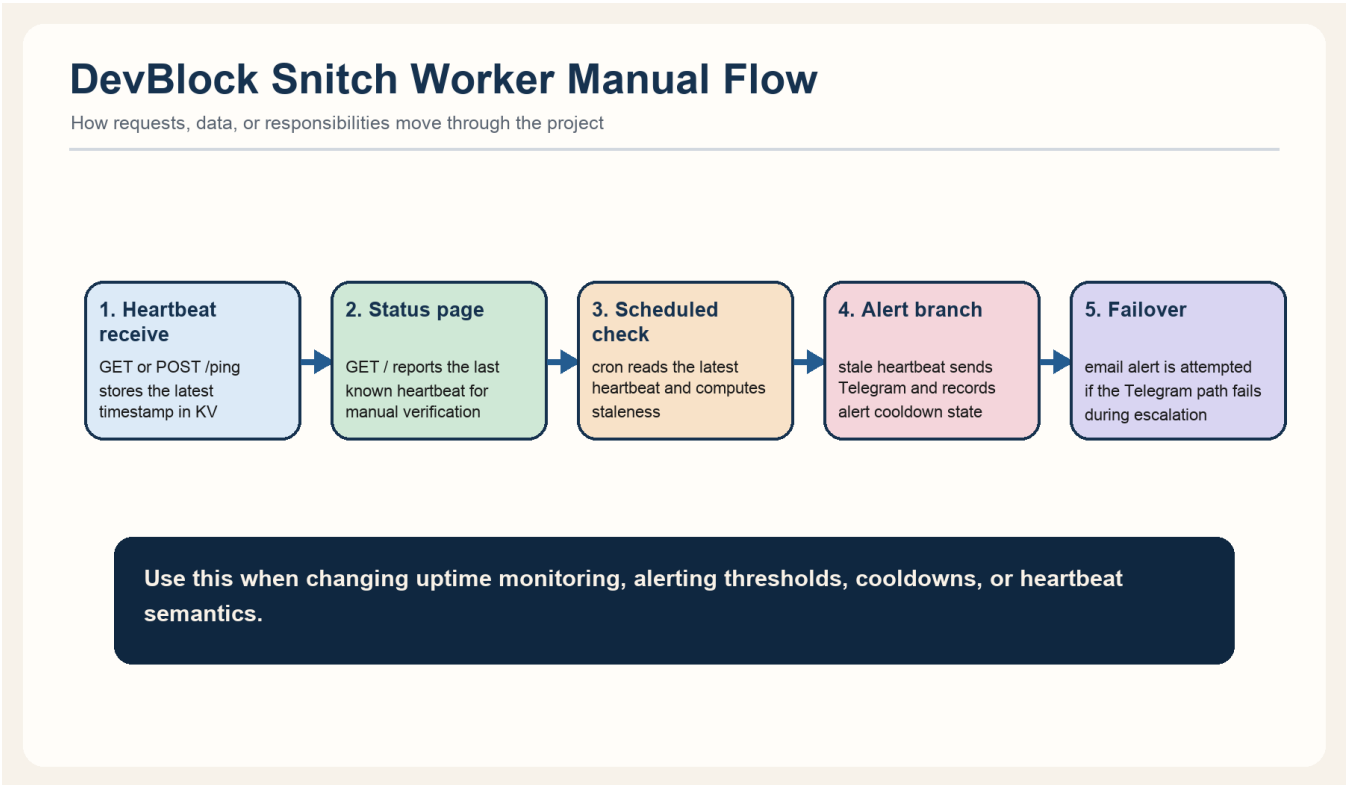 DevBlock Snitch Worker Manual Flow
How requests, data, or responsibilities move through the project
1. Heartbeat
receive
GET or POST /ping
stores the latest
timestamp in KV
2. Status page
GET / reports the last
known heartbeat for
manual verification
3. Scheduled
check
cron reads the latest
heartbeat and computes
staleness
4. Alert branch
stale heartbeat sends
Telegram and records
alert cooldown state
5. Failover
email alert is attempted
if the Telegram path fails
during escalation
Use this when changing uptime monitoring, alerting thresholds, cooldowns, or heartbeat
semantics.